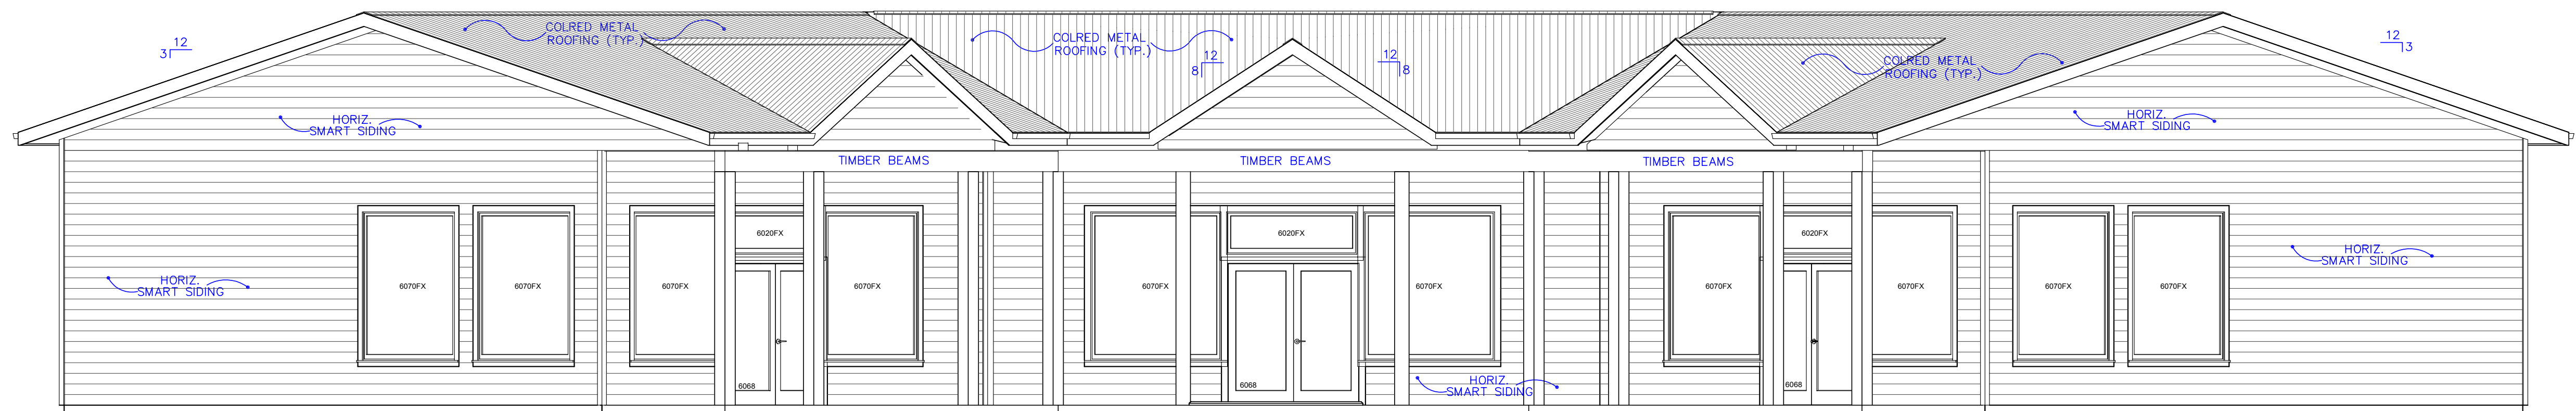 COLRED METAL
ROOFING (TYP.)
COLRED METAL
ROOFING (TYP.)
COLRED METAL
ROOFING (TYP.)
12
3
12
8
12
8
12
3
HORIZ.
SMART SIDING
HORIZ.
SMART SIDING
TIMBER BEAMS
TIMBER BEAMS
TIMBER BEAMS
6020FX
6020FX
6020FX
HORIZ.
SMART SIDING
HORIZ.
SMART SIDING
6070FX
6070FX
6070FX
6070FX
6070FX
6070FX
6070FX
6070FX
6070FX
6070FX
6068
6068
6068
HORIZ.
SMART SIDING